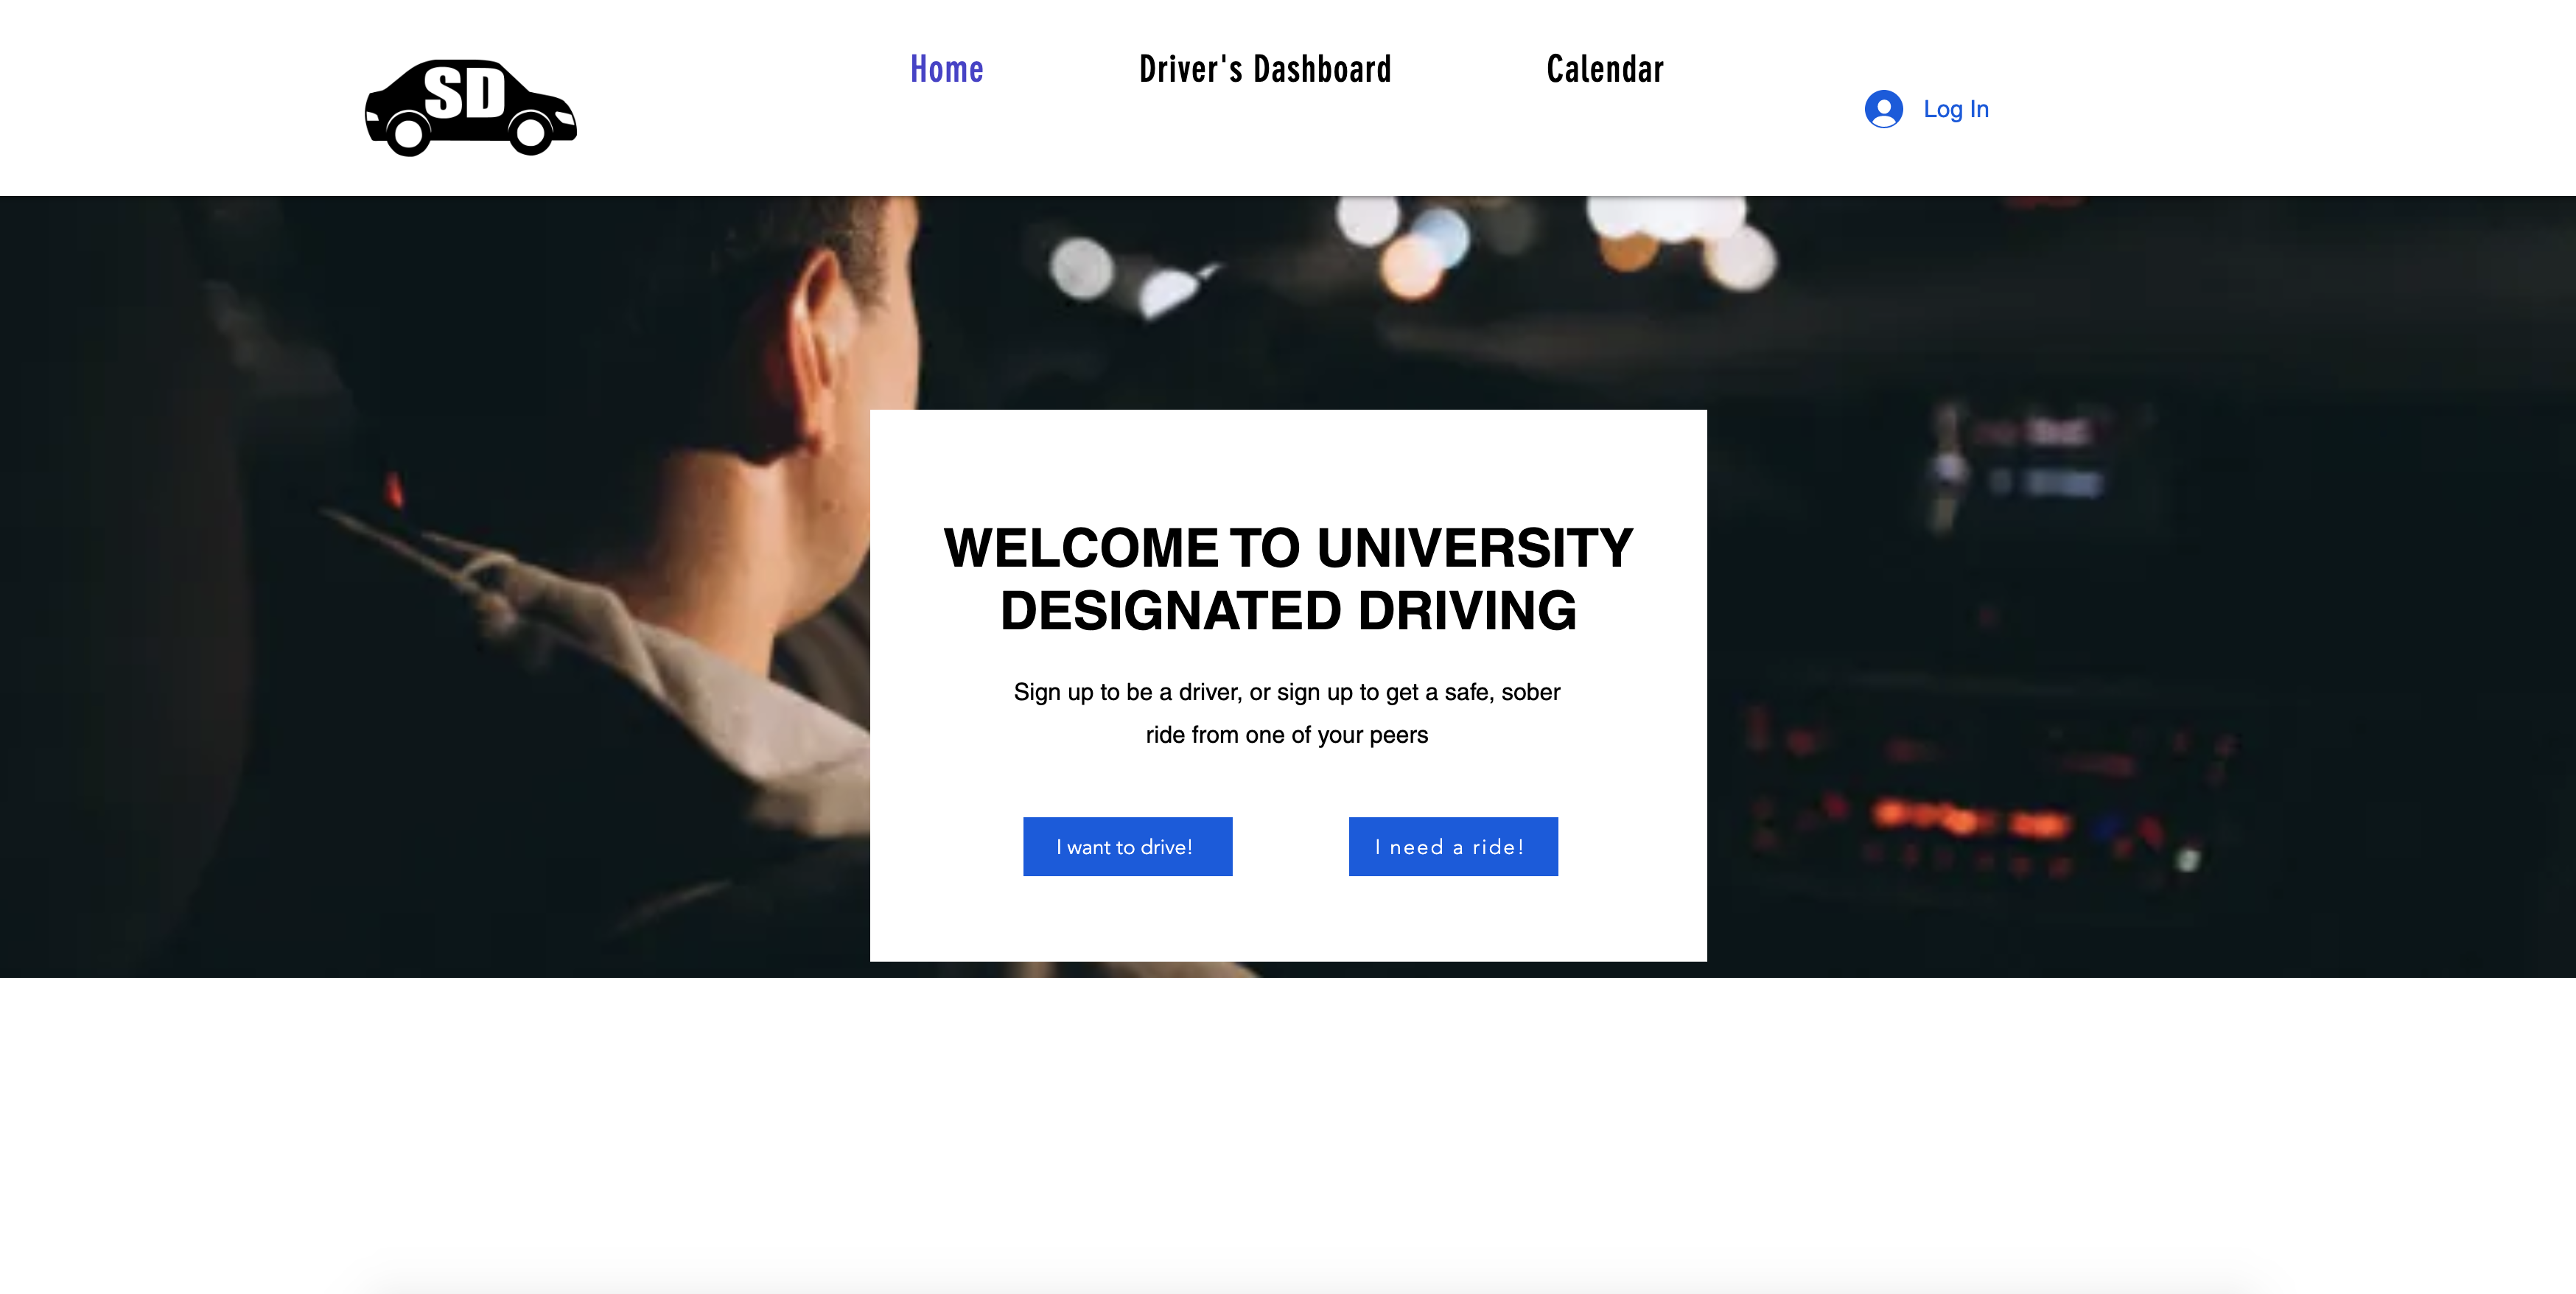 SD
Home
Driver's Dashboard
Calendar
Log In
WELCOME TO UNIVERSITY
DESIGNATED DRIVING
Sign up to be a driver, or sign up to get a safe, sober
ride from one of your peers
I want to drive!
I need a ride!